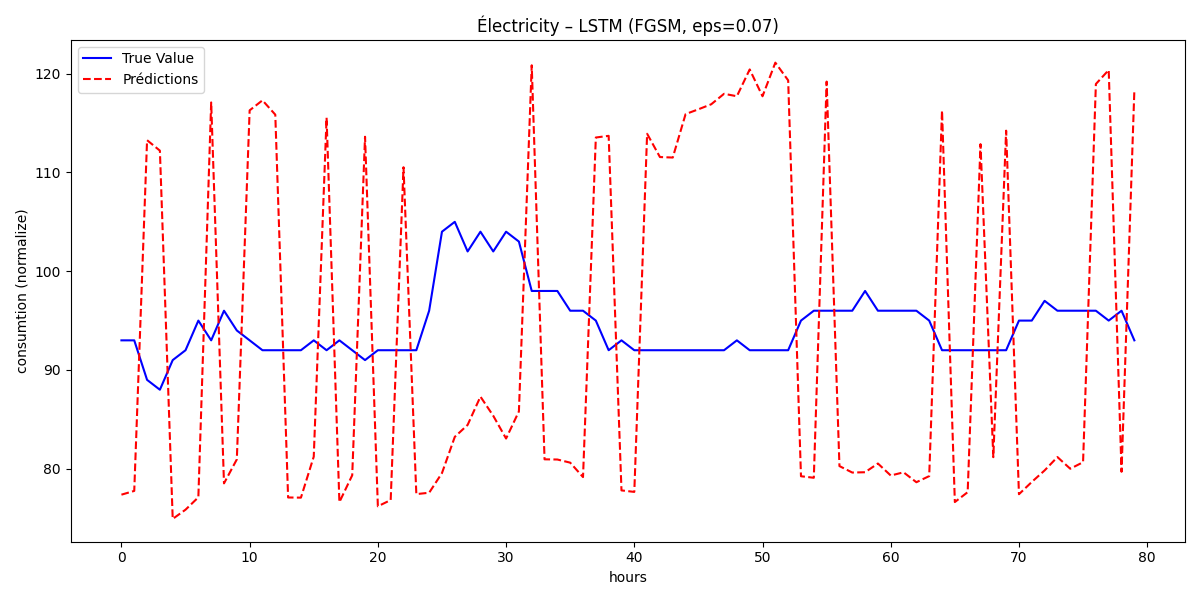 Électricity – LSTM (FGSM, eps=0.07)
True Value
Prédictions
consumtion (normalize)
120
110
100
90
80
0 10 20 30 40 50 60 70 80
hours